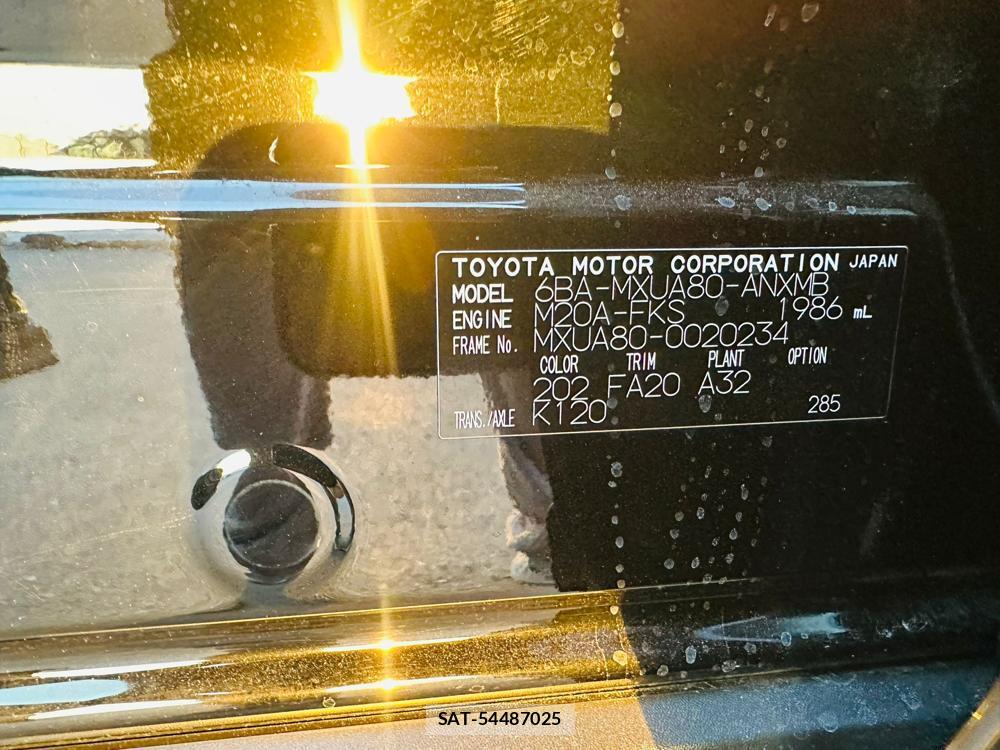 TOYOTA MOTOR CORPORATION JAPAN
MODEL 6BA-MXUA80-ANXMB
ENGINE M20A-FKS 1986 mL
FRAME No. MXUA80-0020234
COLOR TRIM PLANT OPTION
202 FA20 A32
TRANS./AXLE K120 285
SAT-54487025